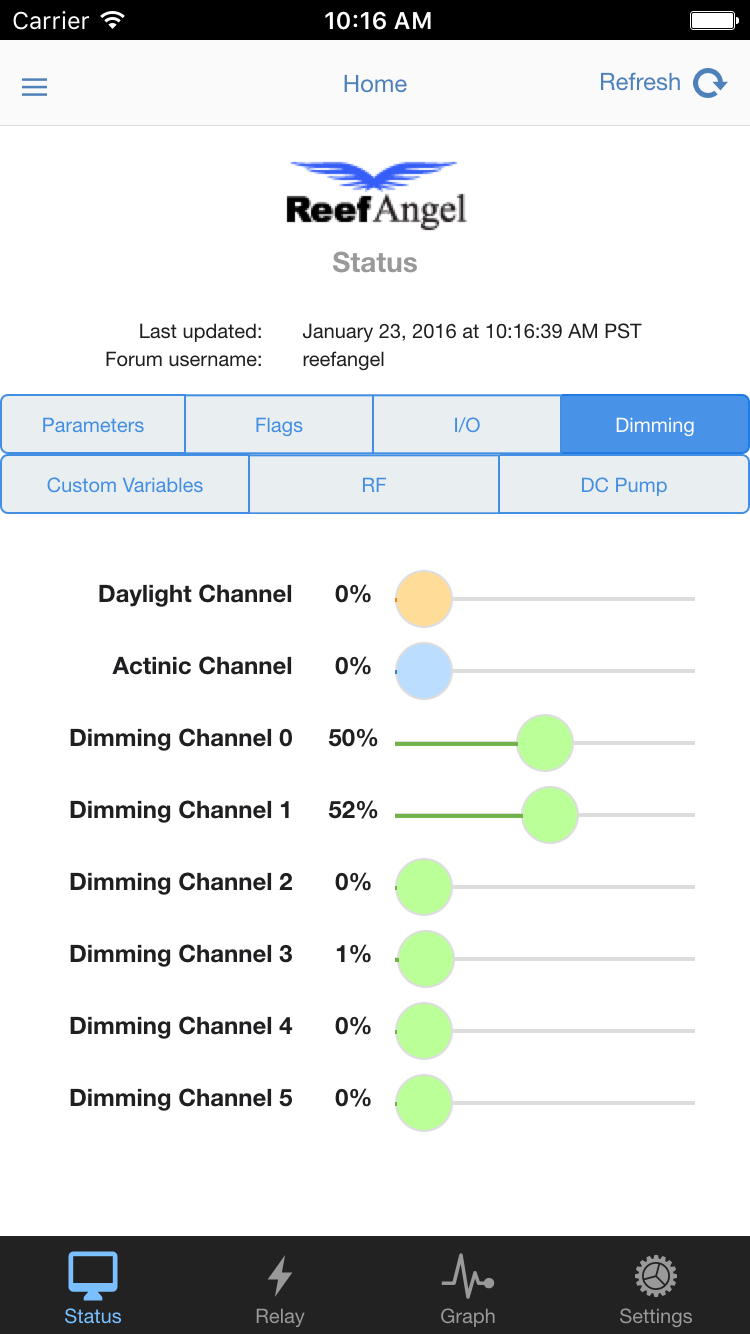 Carrier 10:16 AM
Home Refresh
ReefAngel
Status
Last updated: January 23, 2016 at 10:16:39 AM PST
Forum username: reefangel
Parameters Flags I/O Dimming
Custom Variables RF DC Pump
Daylight Channel 0%
Actinic Channel 0%
Dimming Channel 0 50%
Dimming Channel 1 52%
Dimming Channel 2 0%
Dimming Channel 3 1%
Dimming Channel 4 0%
Dimming Channel 5 0%
Status Relay Graph Settings